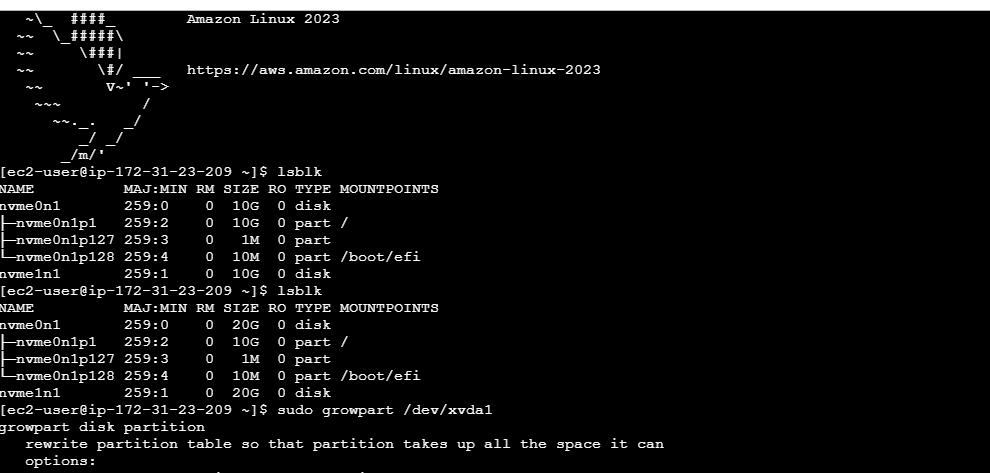 ~\_  ####_        Amazon Linux 2023
  ~~  \_#####\
  ~~     \###|
  ~~       \#/ ___   https://aws.amazon.com/linux/amazon-linux-2023
   ~~       V~' '->
    ~~~         /
      ~~._.   _/
         _/ _/
       _/m/'
[ec2-user@ip-172-31-23-209 ~]$ lsblk
NAME          MAJ:MIN RM SIZE RO TYPE MOUNTPOINTS
nvme0n1       259:0    0  10G  0 disk
├─nvme0n1p1   259:2    0  10G  0 part /
├─nvme0n1p127 259:3    0   1M  0 part
└─nvme0n1p128 259:4    0  10M  0 part /boot/efi
nvme1n1       259:1    0  10G  0 disk
[ec2-user@ip-172-31-23-209 ~]$ lsblk
NAME          MAJ:MIN RM SIZE RO TYPE MOUNTPOINTS
nvme0n1       259:0    0  20G  0 disk
├─nvme0n1p1   259:2    0  10G  0 part /
├─nvme0n1p127 259:3    0   1M  0 part
└─nvme0n1p128 259:4    0  10M  0 part /boot/efi
nvme1n1       259:1    0  20G  0 disk
[ec2-user@ip-172-31-23-209 ~]$ sudo growpart /dev/xvda1
growpart disk partition
   rewrite partition table so that partition takes up all the space it can
   options: